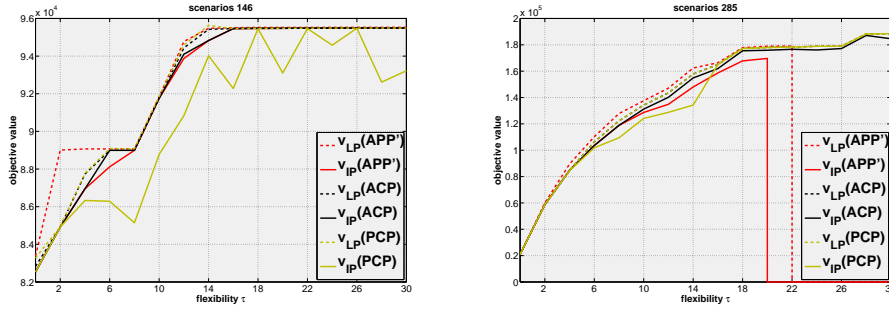 scenarios 146
x 10⁴
9.6
9.4
9.2
9
8.8
8.6
8.4
8.2
objective value
2
6
10
14
18
22
26
30
flexibility τ
v_LP(APP')
v_IP(APP')
v_LP(ACP)
v_IP(ACP)
v_LP(PCP)
v_IP(PCP)
scenarios 285
x 10⁵
2
1.8
1.6
1.4
1.2
1
0.8
0.6
0.4
0.2
0
objective value
2
6
10
14
18
22
26
30
flexibility τ
v_LP(APP')
v_IP(APP')
v_LP(ACP)
v_IP(ACP)
v_LP(PCP)
v_IP(PCP)